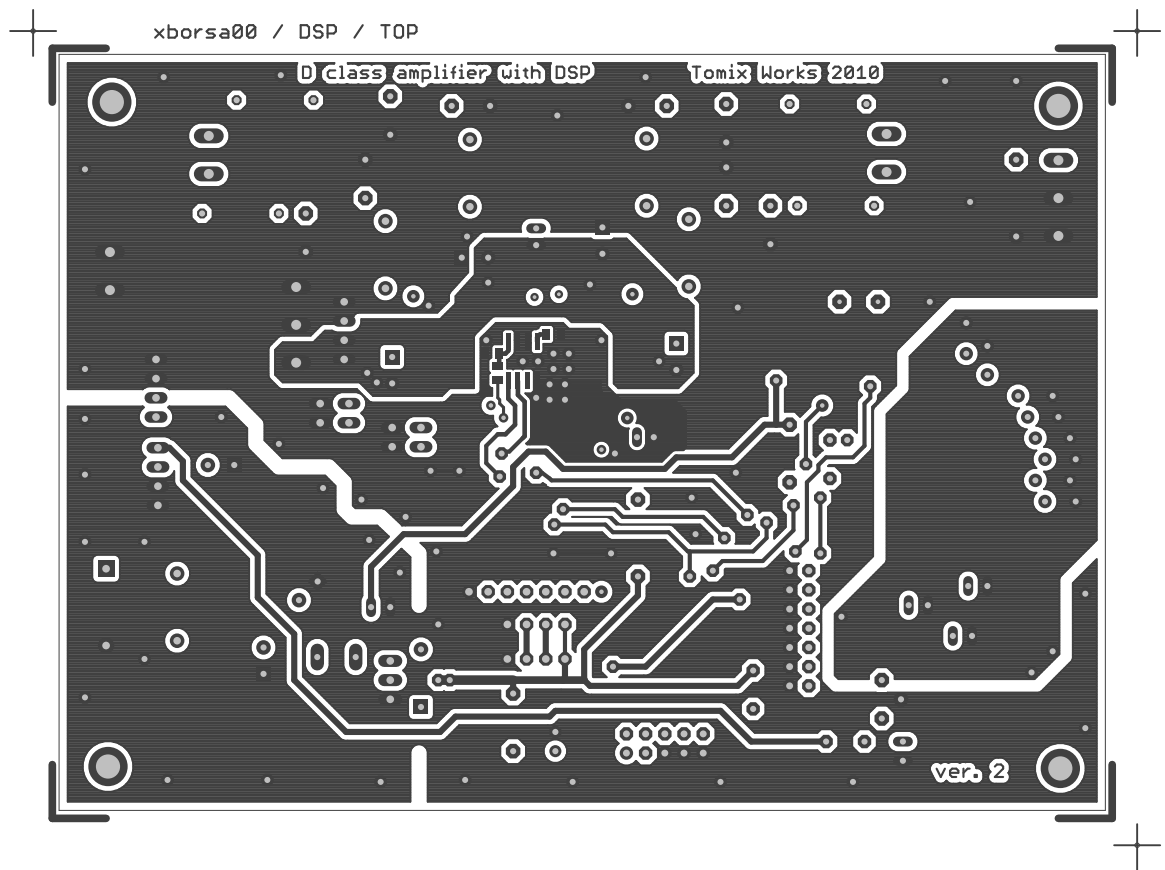 xborsa00 / DSP / TOP
D class amplifier with DSP
Tomix Works 2010
ver. 2